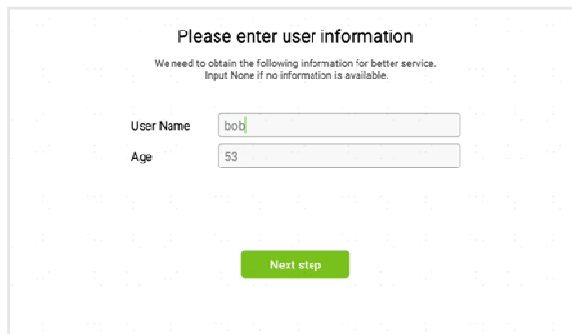 Please enter user information
We need to obtain the following information for better service.
Input None if no information is available.
User Name bob
Age 53
Next step